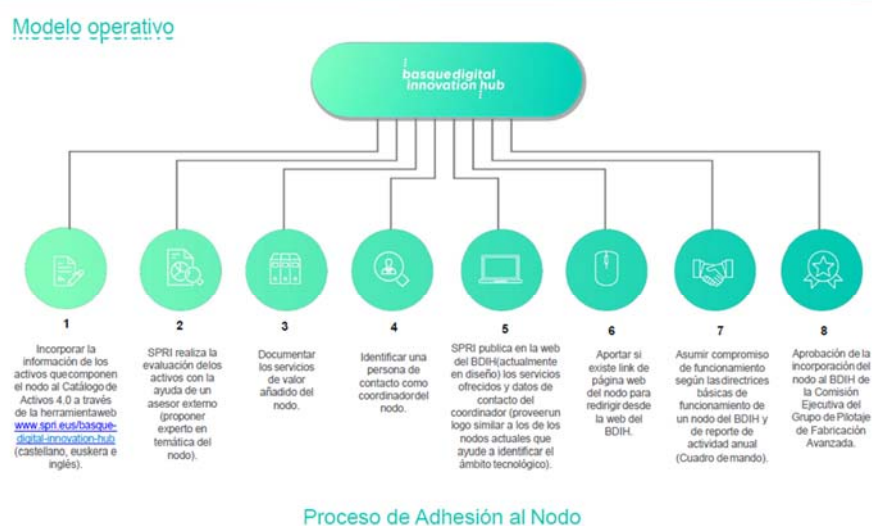 Modelo operativo
basquedigital
innovation hub
1
Incorporar la
información de los
activos que componen
el nodo al Catálogo de
Activos 4.0 a través
de la herramienta web
www.spri.eus/basque-
digital-innovation-hub
(castellano, euskera e
inglés).
2
SPRI realiza la
evaluación de los
activos con la
ayuda de un
asesor externo
(proponer
experto en
temática del
nodo).
3
Documentar
los servicios
de valor
añadido del
nodo.
4
Identificar una
persona de
contacto como
coordinador del
nodo.
5
SPRI publica en la web
del BDIH(actualmente
en diseño) los servicios
ofrecidos y datos de
contacto del
coordinador (proveer un
logo similar a los de los
nodos actuales que
ayude a identificar el
ámbito tecnológico).
6
Aportar si
existe link de
página web
del nodo para
redirigir desde
la web del
BDIH.
7
Asumir compromiso
de funcionamiento
según las directrices
básicas de
funcionamiento de
un nodo del BDIH y
de reporte de
actividad anual
(Cuadro de mando).
8
Aprobación de la
incorporación del
nodo al BDIH de
la Comisión
Ejecutiva del
Grupo de Pilotaje
de Fabricación
Avanzada.
Proceso de Adhesión al Nodo